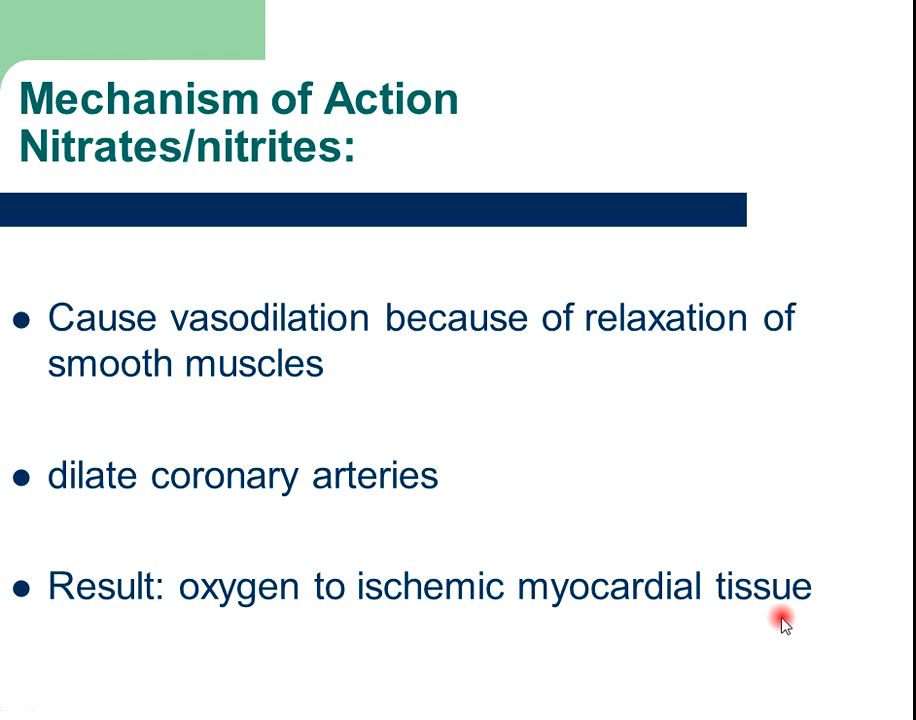 Mechanism of Action
Nitrates/nitrites:
● Cause vasodilation because of relaxation of
smooth muscles
● dilate coronary arteries
● Result: oxygen to ischemic myocardial tissue